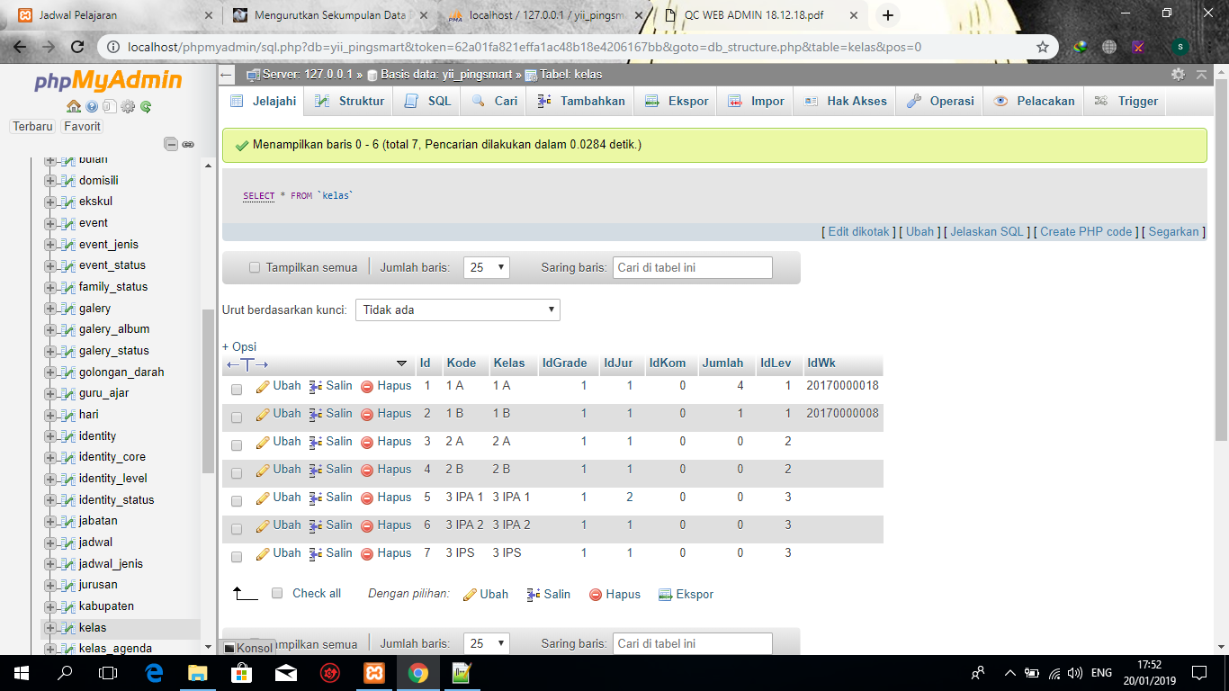 Jadwal Pelajaran
Mengurutkan Sekumpulan Data
localhost / 127.0.0.1 / yii_pingsm
QC WEB ADMIN 18.12.18.pdf
localhost/phpmyadmin/sql.php?db=yii_pingsmart&token=62a01fa821effa1ac48b18e4206167bb&goto=db_structure.php&table=kelas&pos=0
S
phpMyAdmin
Terbaru Favorit
bulan
domisili
ekskul
event
event_jenis
event_status
family_status
galery
galery_album
galery_status
golongan_darah
guru_ajar
hari
identity
identity_core
identity_level
identity_status
jabatan
jadwal
jadwal_jenis
jurusan
kabupaten
kelas
kelas_agenda
Server: 127.0.0.1 » Basis data: yii_pingsmart » Tabel: kelas
Jelajahi Struktur SQL Cari Tambahkan Ekspor Impor Hak Akses Operasi Pelacakan Trigger
Menampilkan baris 0 - 6 (total 7, Pencarian dilakukan dalam 0.0284 detik.)
SELECT * FROM `kelas`
[ Edit dikotak ] [ Ubah ] [ Jelaskan SQL ] [ Create PHP code ] [ Segarkan ]
Tampilkan semua Jumlah baris: 25 Saring baris: Cari di tabel ini
Urut berdasarkan kunci: Tidak ada
+ Opsi
←T→ Id Kode Kelas IdGrade IdJur IdKom Jumlah IdLev IdWk
Ubah Salin Hapus 1 1 A 1 A 1 1 0 4 1 20170000018
Ubah Salin Hapus 2 1 B 1 B 1 1 0 1 1 20170000008
Ubah Salin Hapus 3 2 A 2 A 1 1 0 0 2
Ubah Salin Hapus 4 2 B 2 B 1 1 0 0 2
Ubah Salin Hapus 5 3 IPA 1 3 IPA 1 1 2 0 0 3
Ubah Salin Hapus 6 3 IPA 2 3 IPA 2 1 1 0 0 3
Ubah Salin Hapus 7 3 IPS 3 IPS 1 1 0 0 3
Check all Dengan pilihan: Ubah Salin Hapus Ekspor
Konsol
mpilkan semua Jumlah baris: 25 Saring baris: Cari di tabel ini
ENG
17:52
20/01/2019